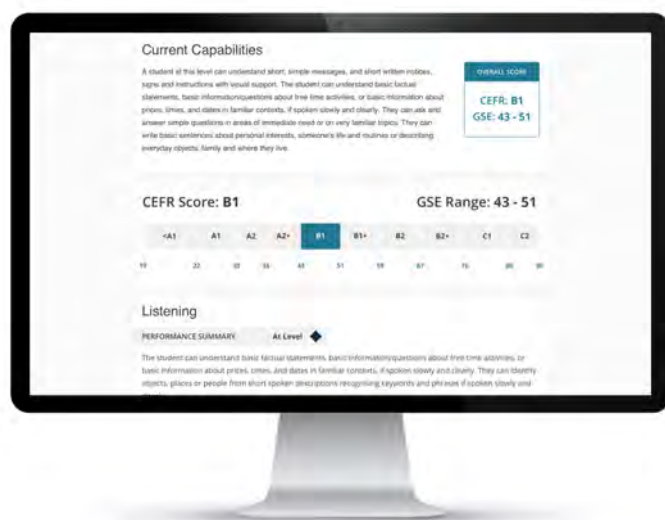 Current Capabilities
A student at this level can understand short, simple messages, and short written notices,
signs and instructions with visual support. The student can understand basic factual
statements, basic information/questions about free time activities, or basic information about
prices, times, and dates in familiar contexts, if spoken slowly and clearly. They can ask and
answer simple questions in areas of immediate need or on very familiar topics. They can
write basic sentences about personal interests, someone's life and routines or describing
everyday objects, family and where they live.
OVERALL SCORE
CEFR: B1
GSE: 43 - 51
CEFR Score: B1
GSE Range: 43 - 51
<A1 A1 A2 A2+ B1 B1+ B2 B2+ C1 C2
22 51 67
Listening
PERFORMANCE SUMMARY At Level
The student can understand basic factual statements, basic information/questions about free time activities, or
basic information about prices, times, and dates in familiar contexts, if spoken slowly and clearly. They can identify
objects, places or people from short spoken descriptions recognising keywords and phrases if spoken slowly and